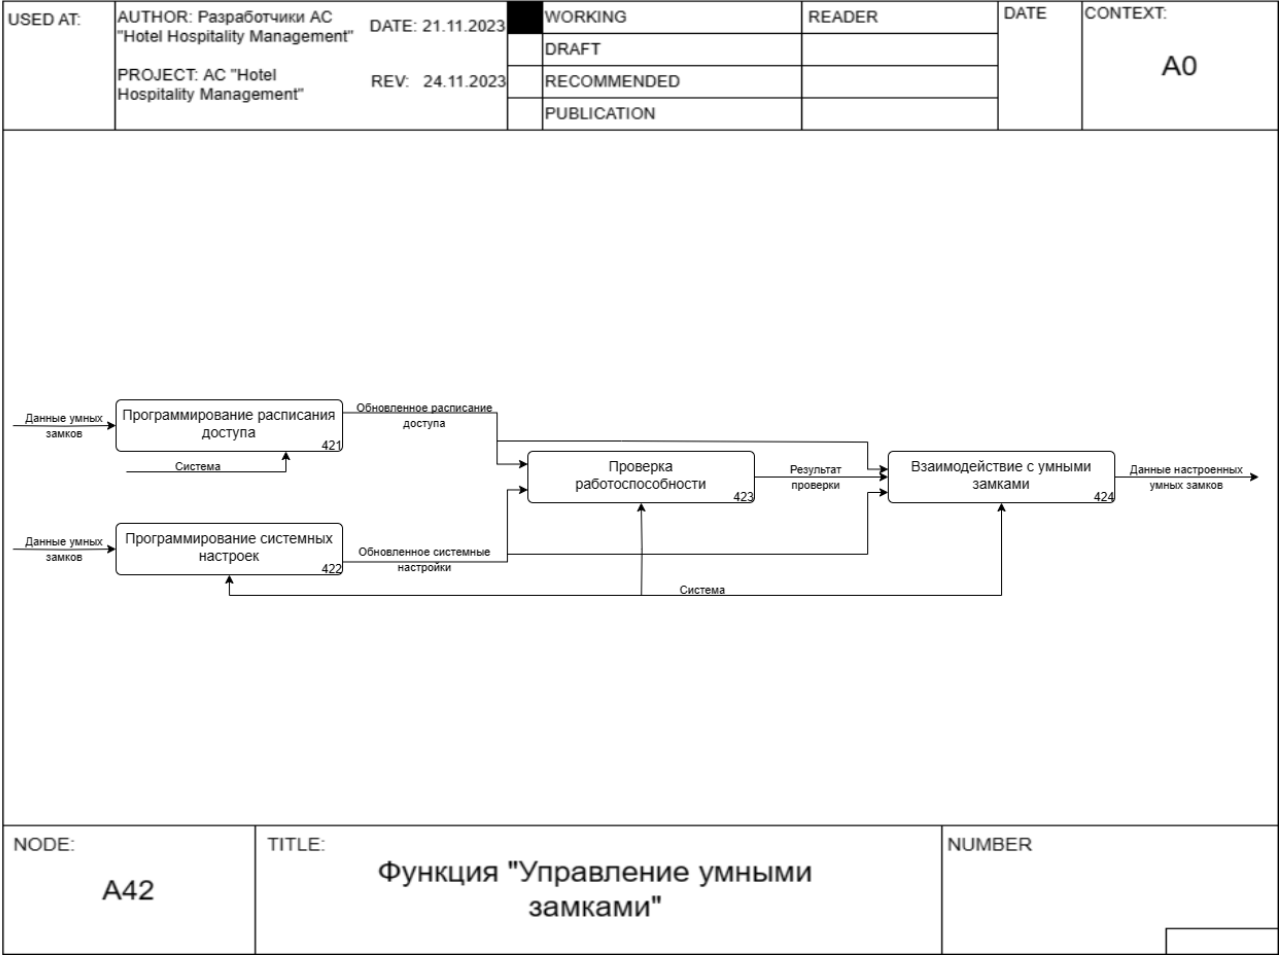 USED AT:
AUTHOR: Разработчики АС
"Hotel Hospitality Management"
DATE: 21.11.2023
PROJECT: АС "Hotel
Hospitality Management"
REV: 24.11.2023
WORKING
DRAFT
RECOMMENDED
PUBLICATION
READER
DATE
CONTEXT:
A0
Данные умных
замков
Программирование расписания
доступа
421
Обновленное расписание
доступа
Система
Проверка
работоспособности
423
Результат
проверки
Взаимодействие с умными
замками
424
Данные настроенных
умных замков
Данные умных
замков
Программирование системных
настроек
422
Обновленное системные
настройки
Система
NODE:
A42
TITLE:
Функция "Управление умными
замками"
NUMBER